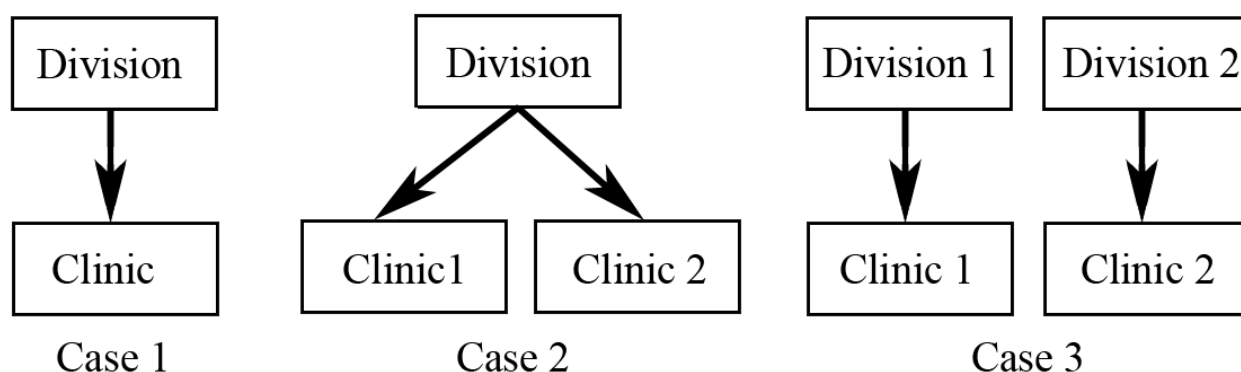 Division
Clinic
Case 1
Division
Clinic1
Clinic 2
Case 2
Division 1
Division 2
Clinic 1
Clinic 2
Case 3